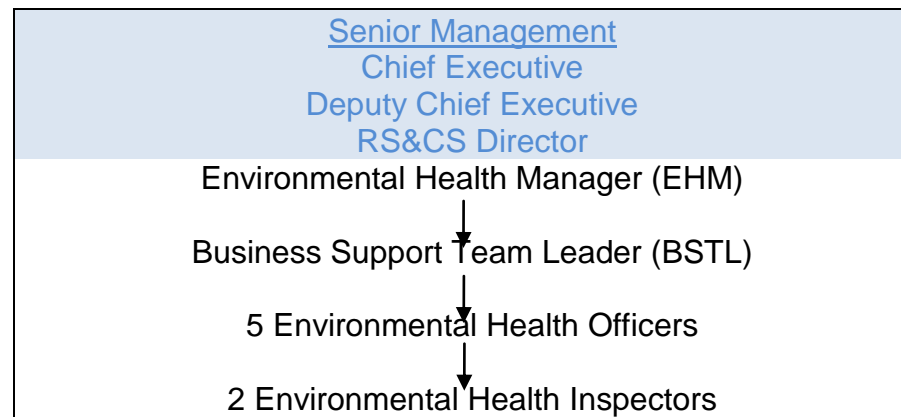 Senior Management
Chief Executive
Deputy Chief Executive
RS&CS Director
Environmental Health Manager (EHM)
Business Support Team Leader (BSTL)
5 Environmental Health Officers
2 Environmental Health Inspectors